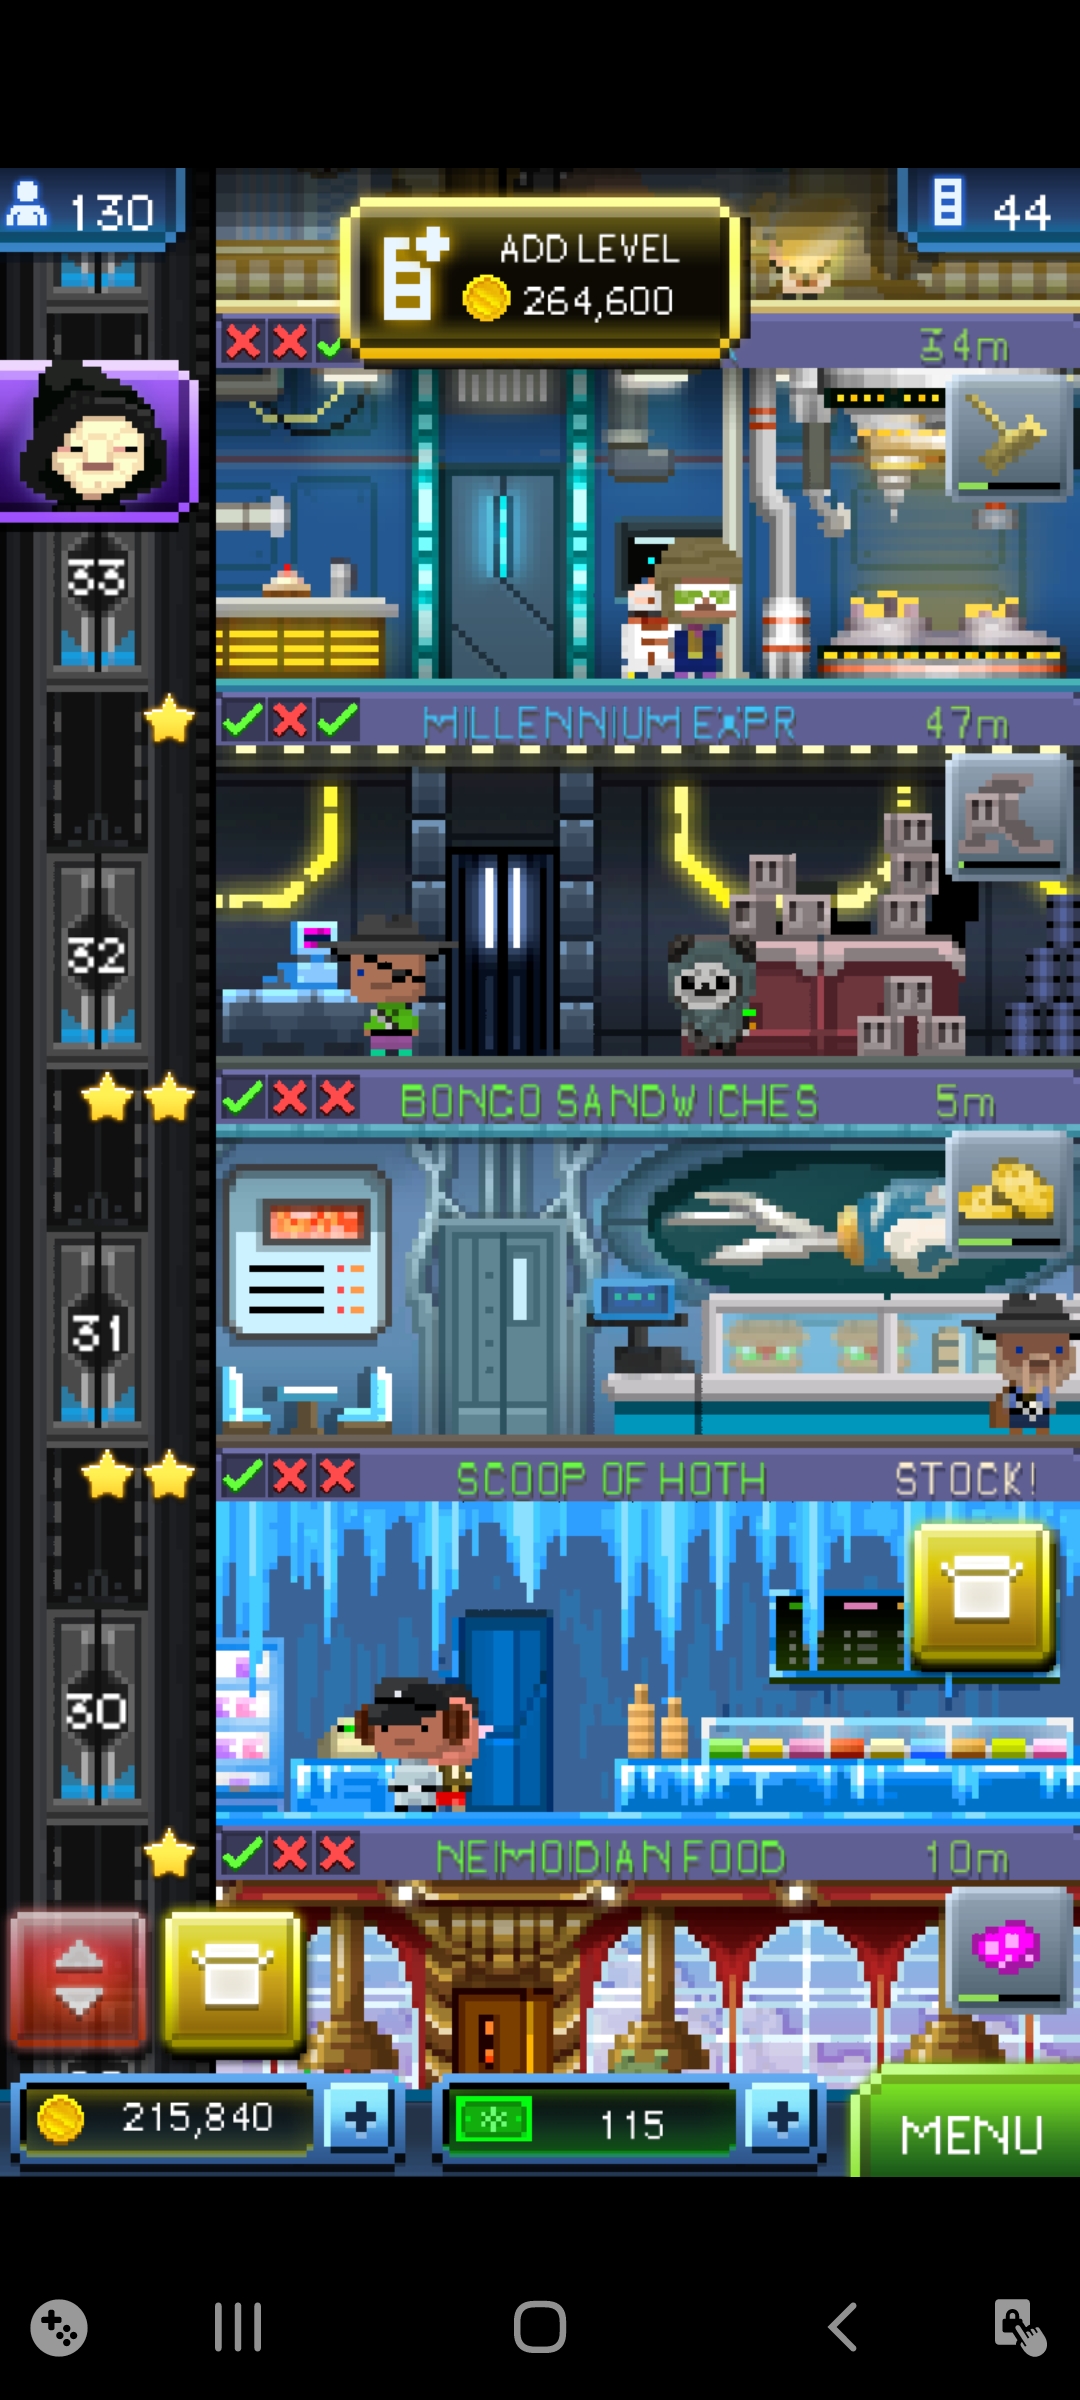 130
44
ADD LEVEL
264,600
34m
33
MILLENNIUM EXPR
47m
32
BONGO SANDWICHES
5m
31
SCOOP OF HOTH
STOCK!
30
NEIMOIDIAN FOOD
10m
215,840
115
MENU